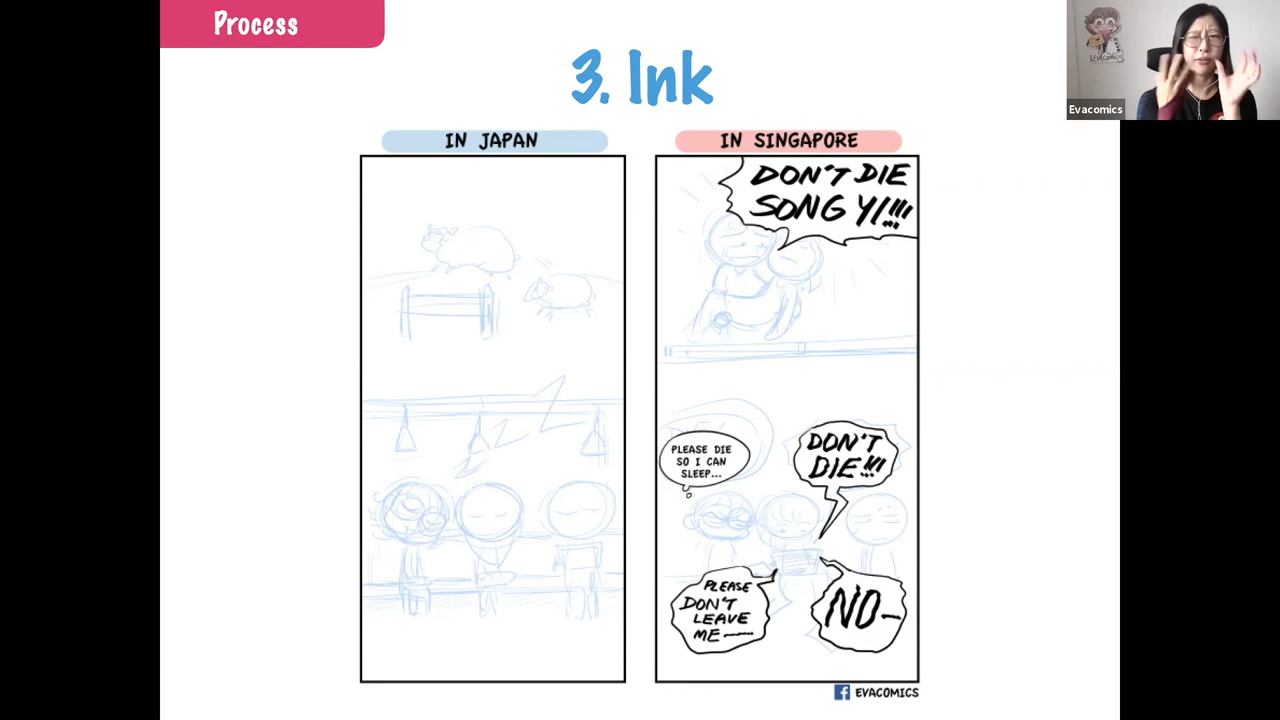 Process
3. Ink
Evacomics
IN JAPAN
IN SINGAPORE
DON'T DIE
SONG YI!!!
PLEASE DIE
SO I CAN
SLEEP...
DON'T
DIE!!!
PLEASE
DON'T
LEAVE
ME—
NO—
EVACOMICS